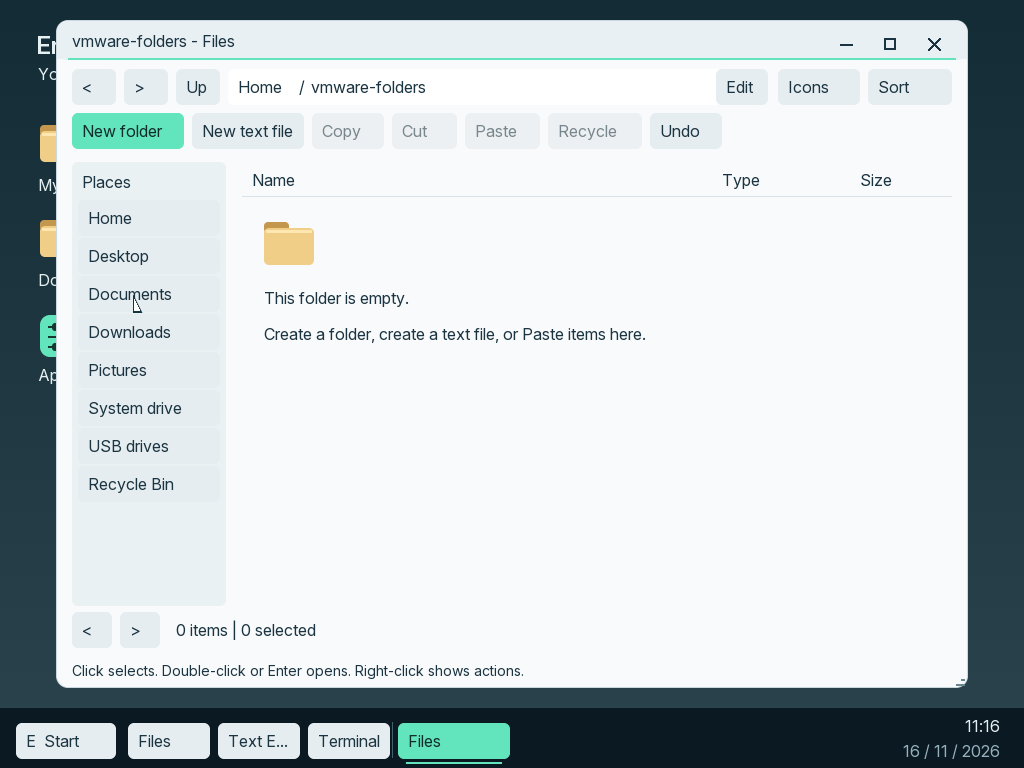 vmware-folders - Files
< > Up Home / vmware-folders Edit Icons Sort
New folder New text file Copy Cut Paste Recycle Undo
Places
Home
Desktop
Documents
Downloads
Pictures
System drive
USB drives
Recycle Bin
Name Type Size
This folder is empty.
Create a folder, create a text file, or Paste items here.
< > 0 items | 0 selected
Click selects. Double-click or Enter opens. Right-click shows actions.
E Start Files Text E... Terminal Files
11:16
16 / 11 / 2026